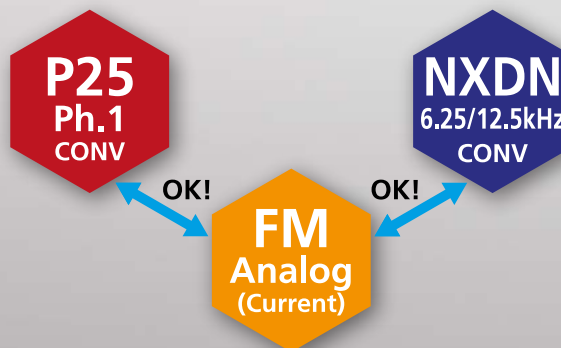 P25
Ph.1
CONV
NXDN
6.25/12.5kHz
CONV
OK!
OK!
FM
Analog
(Current)